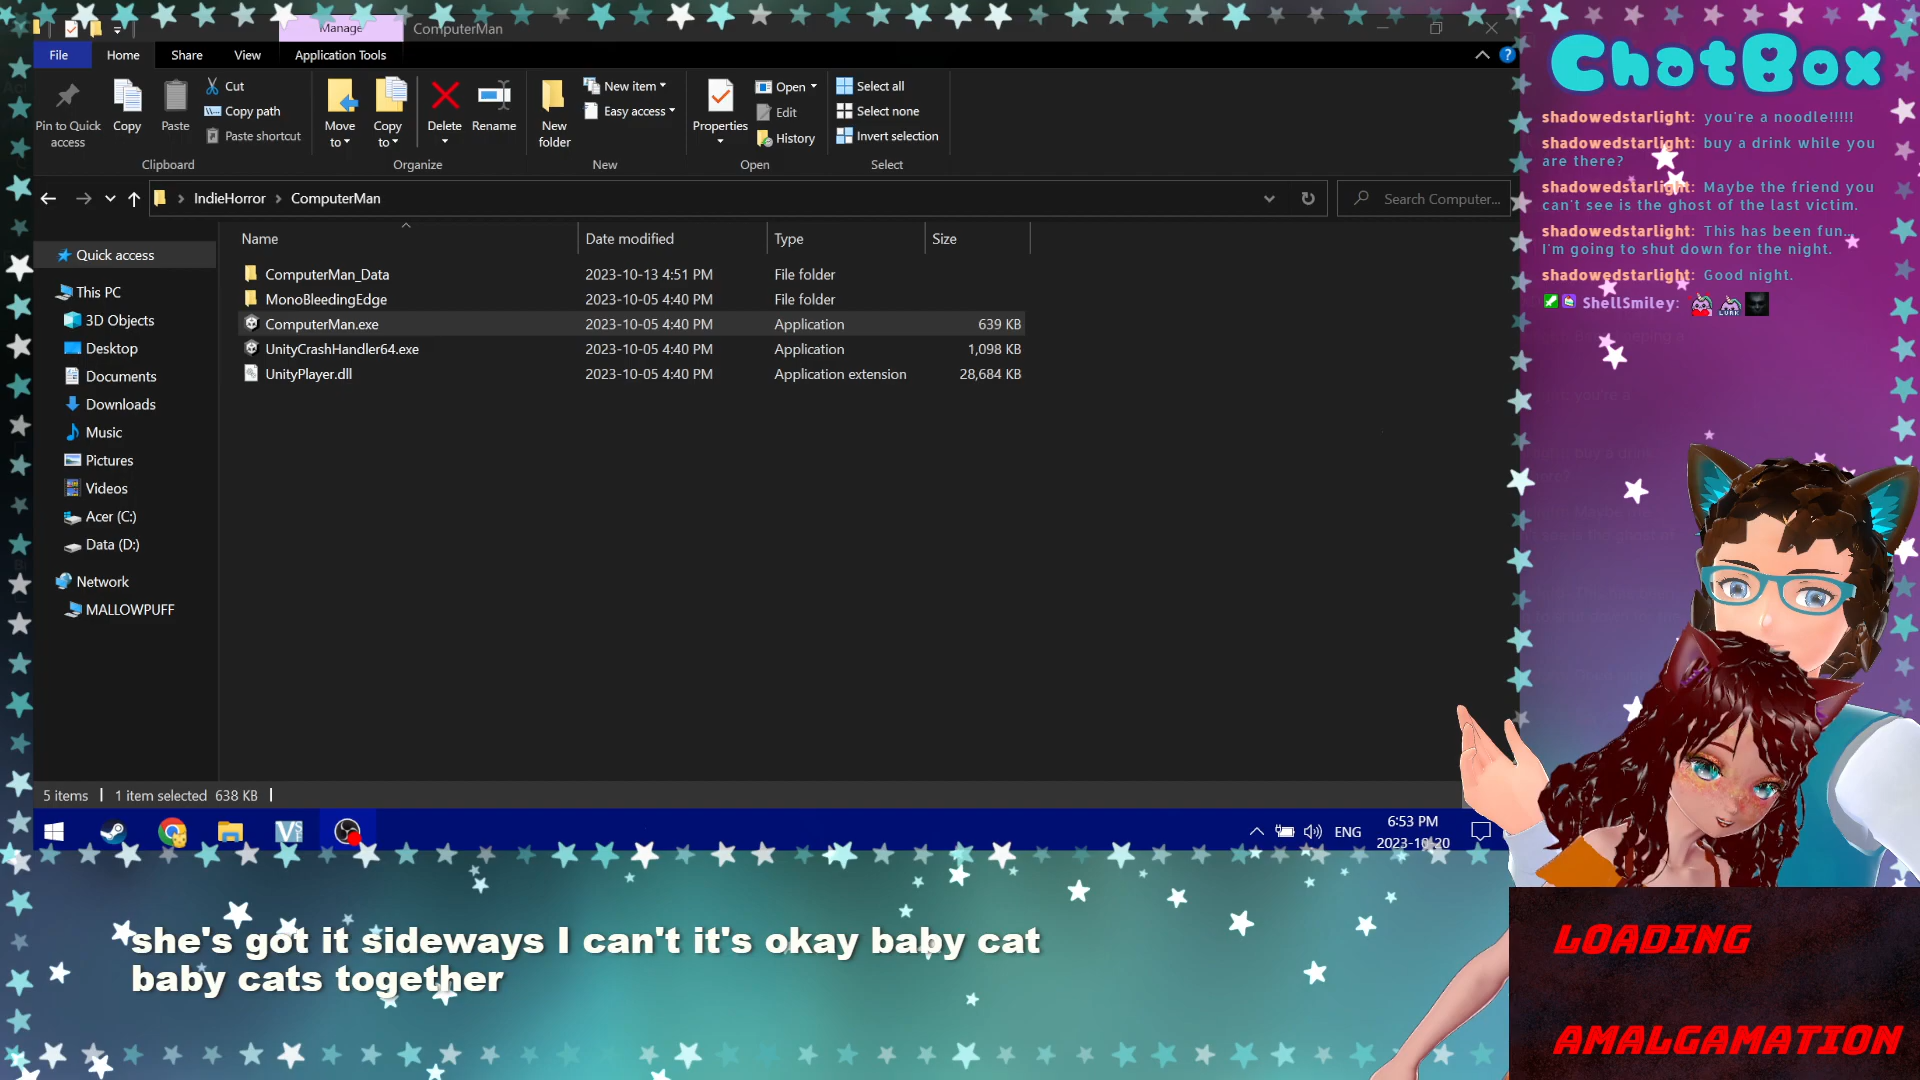 Manage
ComputerMan
File
Home
Share
View
Application Tools
Pin to Quick access
Copy
Paste
Cut
Copy path
Paste shortcut
Clipboard
Move to
Copy to
Delete
Rename
Organize
New folder
New item
Easy access
New
Properties
Open
Edit
History
Open
Select all
Select none
Invert selection
Select
IndieHorror
ComputerMan
Search Computer...
Name
Date modified
Type
Size
ComputerMan_Data 2023-10-13 4:51 PM File folder
MonoBleedingEdge 2023-10-05 4:40 PM File folder
ComputerMan.exe 2023-10-05 4:40 PM Application 639 KB
UnityCrashHandler64.exe 2023-10-05 4:40 PM Application 1,098 KB
UnityPlayer.dll 2023-10-05 4:40 PM Application extension 28,684 KB
Quick access
This PC
3D Objects
Desktop
Documents
Downloads
Music
Pictures
Videos
Acer (C:)
Data (D:)
Network
MALLOWPUFF
5 items
1 item selected 638 KB
ENG
6:53 PM
2023-10-20
ChatBox
shadowedstarlight: you're a noodle!!!!!
shadowedstarlight: buy a drink while you
are there?
shadowedstarlight: Maybe the friend you
can't see is the ghost of the last victim.
shadowedstarlight: This has been fun...
I'm going to shut down for the night.
shadowedstarlight: Good night.
ShellSmiley:
LURK
she's got it sideways I can't it's okay baby cat
baby cats together
LOADING
AMALGAMATION